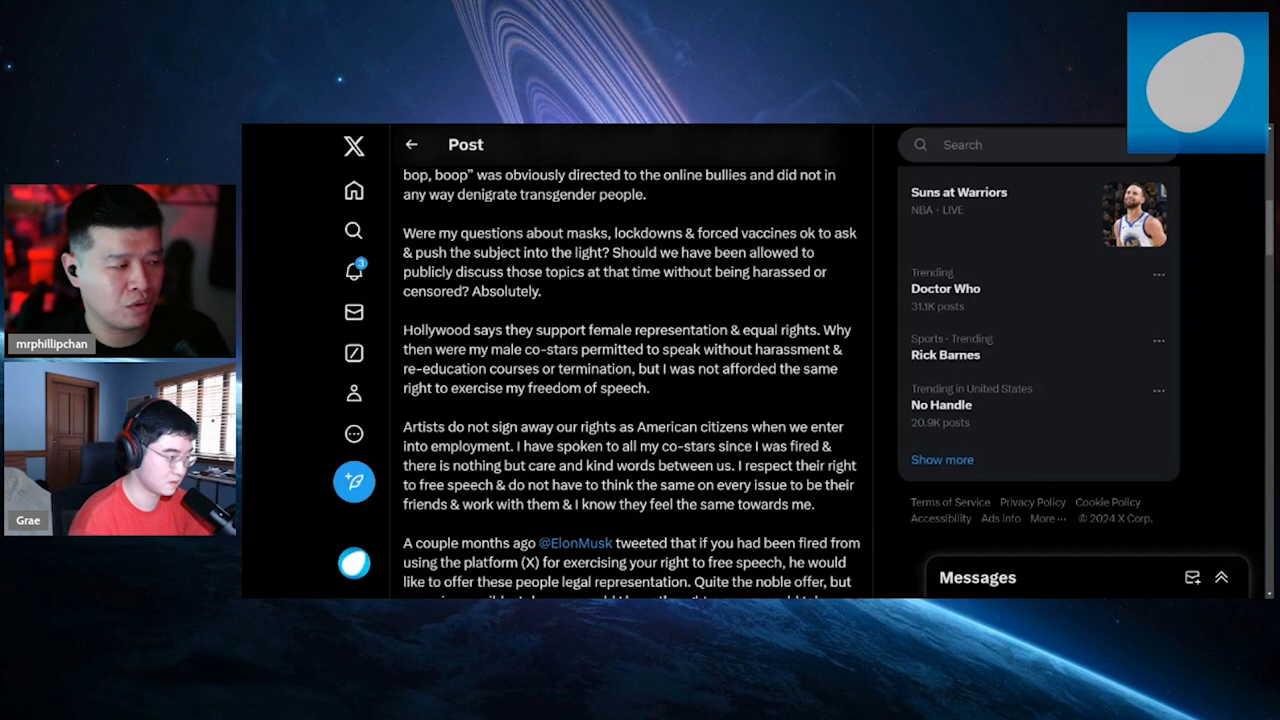 Post
bop, boop" was obviously directed to the online bullies and did not in
any way denigrate transgender people.
Were my questions about masks, lockdowns & forced vaccines ok to ask
& push the subject into the light? Should we have been allowed to
publicly discuss those topics at that time without being harassed or
censored? Absolutely.
Hollywood says they support female representation & equal rights. Why
then were my male co-stars permitted to speak without harassment &
re-education courses or termination, but I was not afforded the same
right to exercise my freedom of speech.
Artists do not sign away our rights as American citizens when we enter
into employment. I have spoken to all my co-stars since I was fired &
there is nothing but care and kind words between us. I respect their right
to free speech & do not have to think the same on every issue to be their
friends & work with them & I know they feel the same towards me.
A couple months ago @ElonMusk tweeted that if you had been fired from
using the platform (X) for exercising your right to free speech, he would
like to offer these people legal representation. Quite the noble offer, but
3
mrphillipchan
Grae
Search
Suns at Warriors
NBA · LIVE
Trending
Doctor Who
31.1K posts
Sports · Trending
Rick Barnes
Trending in United States
No Handle
20.9K posts
Show more
Terms of Service Privacy Policy Cookie Policy
Accessibility Ads info More ··· © 2024 X Corp.
Messages